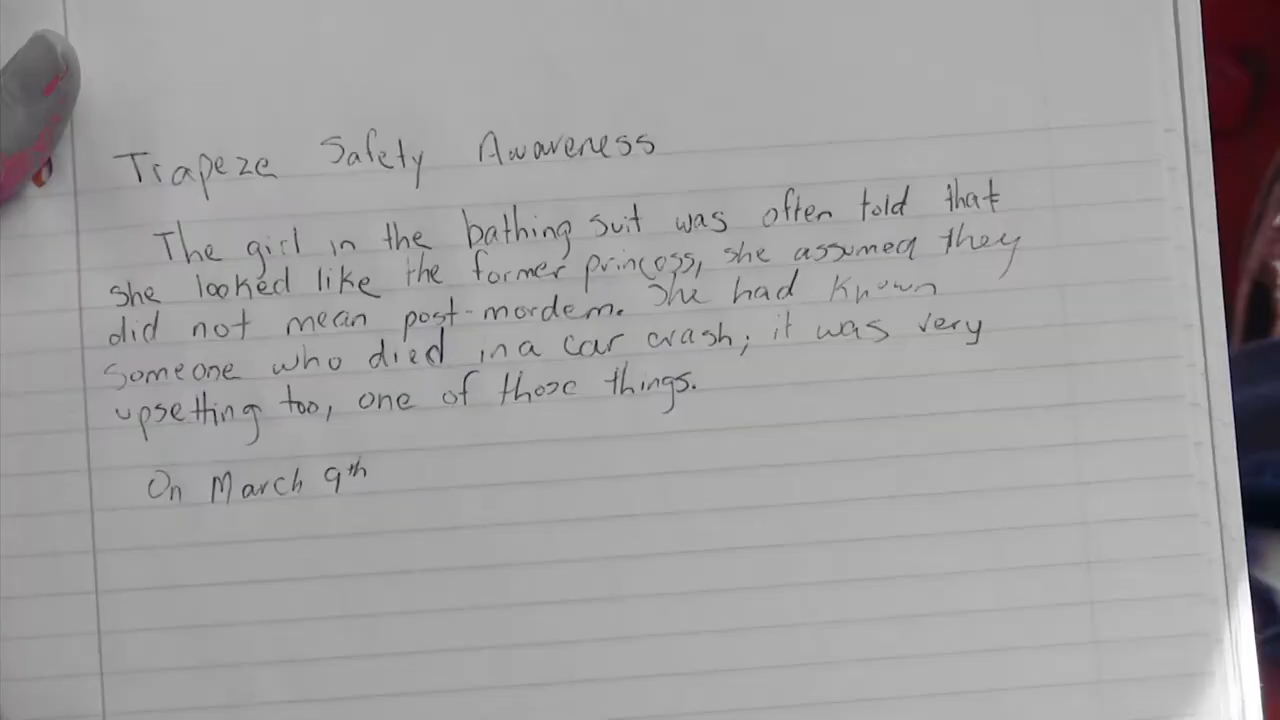 Trapeze Safety Awareness
The girl in the bathing suit was often told that
she looked like the former princess, she assumed they
did not mean post-mordem. She had known
someone who died in a car crash; it was very
upsetting too, one of those things.
On March 9th